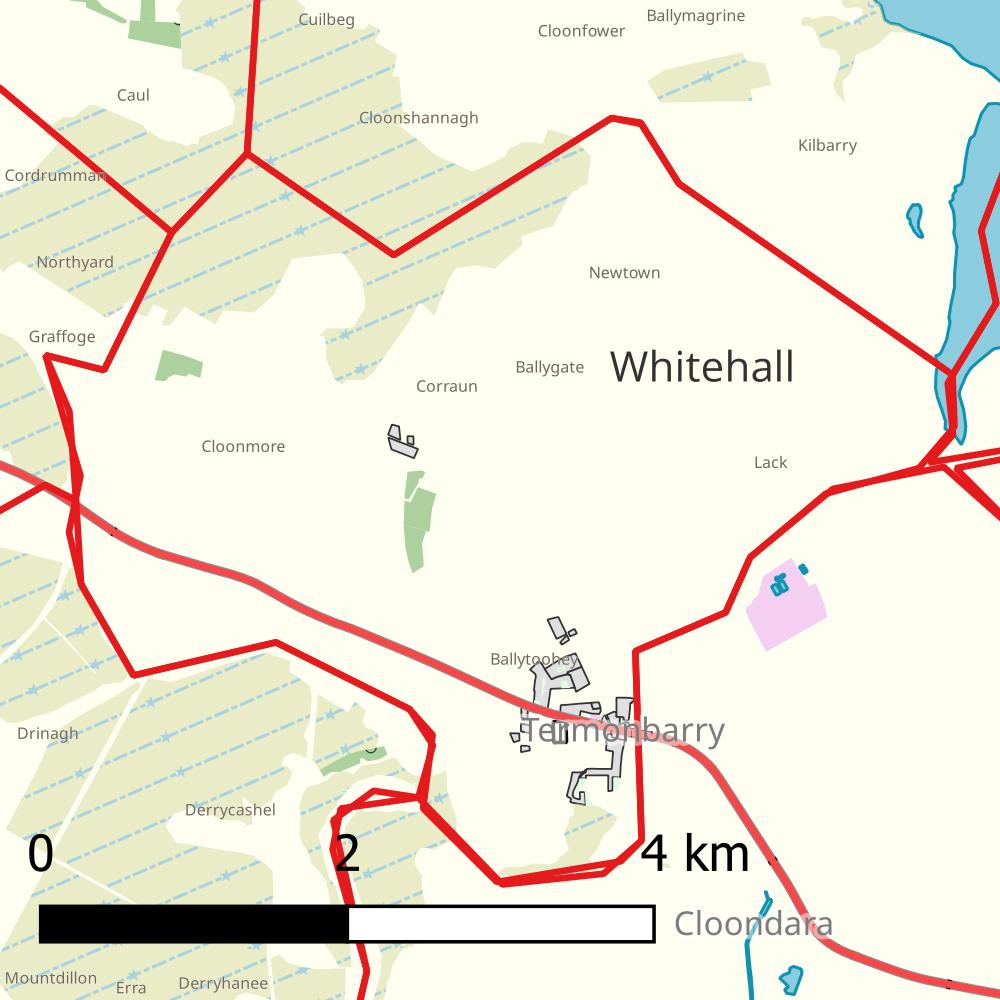 Ballymagrine
Cuilbeg
Cloonfower
Caul
Cloonshannagh
Kilbarry
Cordrumman
Northyard
Newtown
Graffoge
Ballygate
Whitehall
Corraun
Cloonmore
Lack
Ballytoohey
Termonbarry
Drinagh
Derrycashel
0 2 4 km
Cloondara
Mountdillon
Erra
Derryhanee